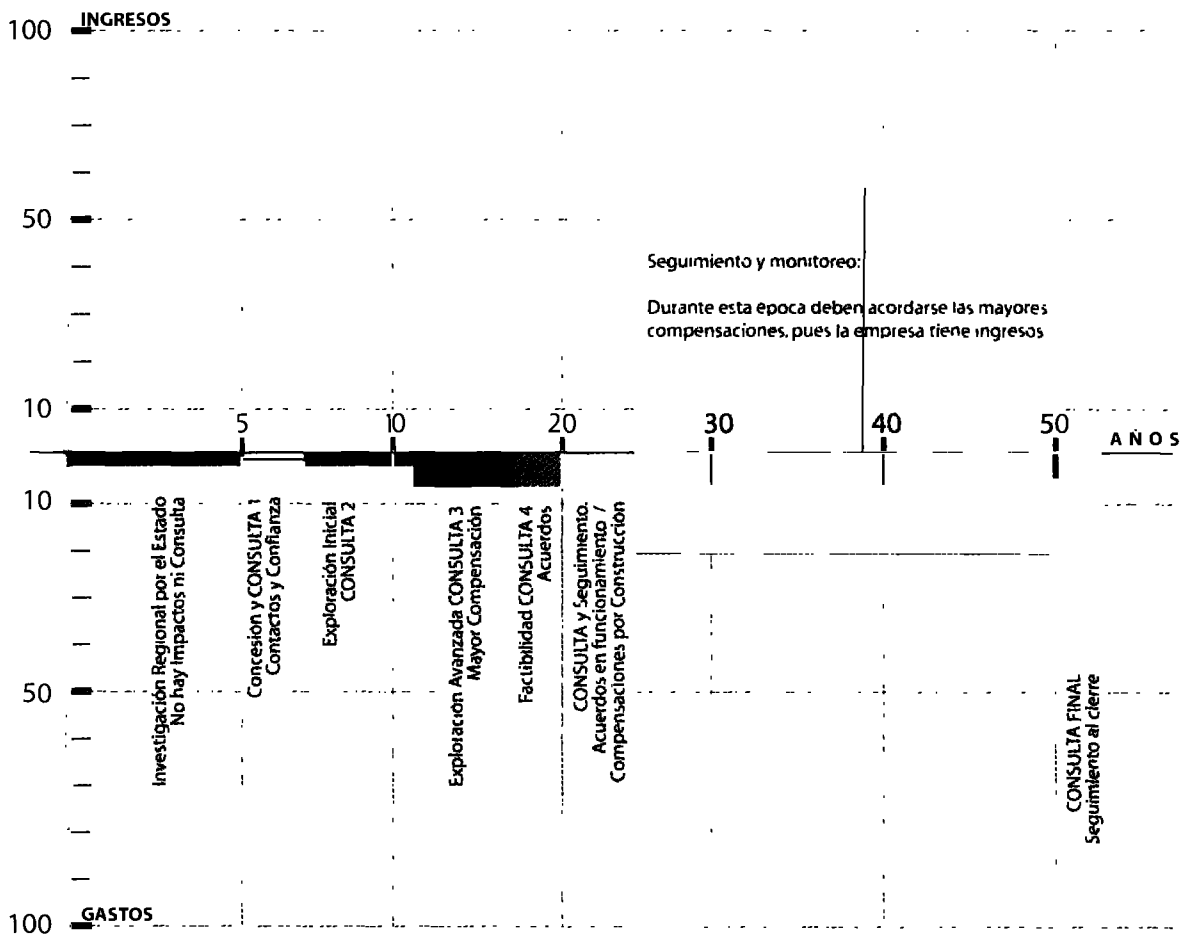 INGRESOS
100
50
Seguimiento y monitoreo:
Durante esta época deben acordarse las mayores
compensaciones, pues la empresa tiene ingresos
10
5
10
20
30
40
50
AÑOS
10
Investigación Regional por el Estado
No hay Impactos ni Consulta
Concesión y CONSULTA 1
Contactos y Confianza
Exploración Inicial
CONSULTA 2
Exploración Avanzada CONSULTA 3
Mayor Compensación
Factibilidad CONSULTA 4
Acuerdos
CONSULTA y Seguimiento.
Acuerdos en funcionamiento /
Compensaciones por Construcción
50
CONSULTA FINAL
Seguimiento al cierre
100
GASTOS